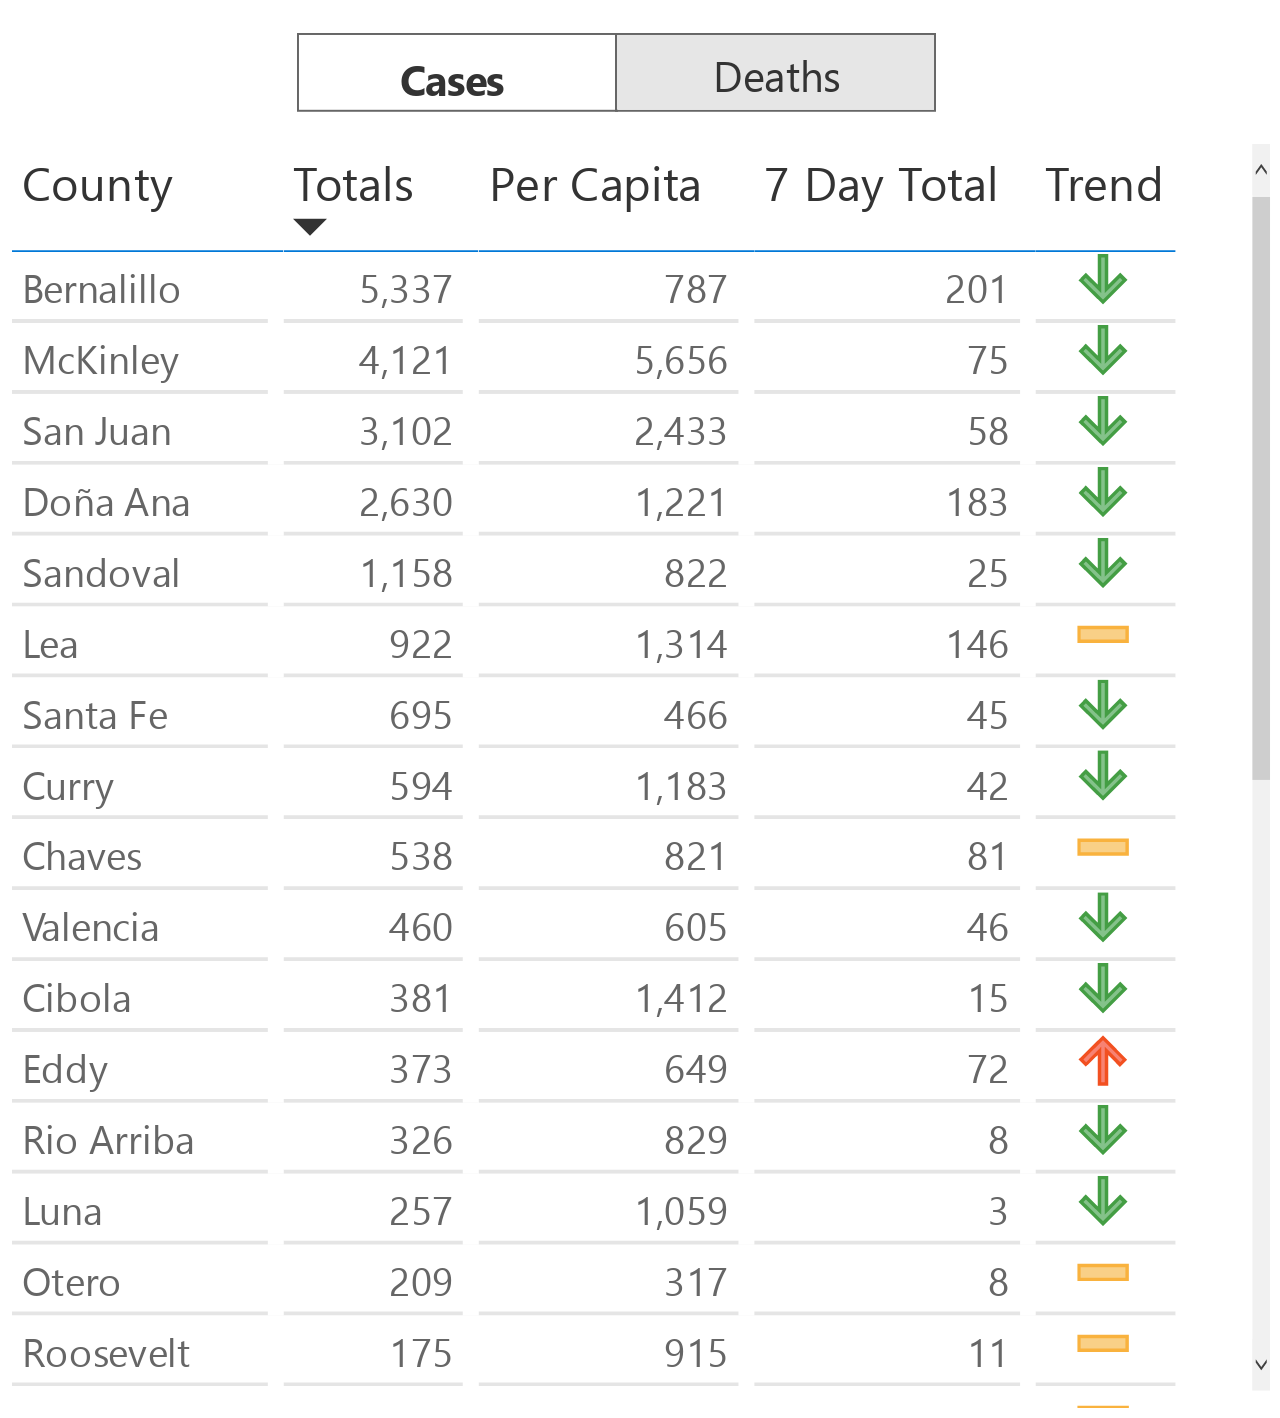 Cases Deaths
County Totals Per Capita 7 Day Total Trend
Bernalillo 5,337 787 201
McKinley 4,121 5,656 75
San Juan 3,102 2,433 58
Doña Ana 2,630 1,221 183
Sandoval 1,158 822 25
Lea 922 1,314 146
Santa Fe 695 466 45
Curry 594 1,183 42
Chaves 538 821 81
Valencia 460 605 46
Cibola 381 1,412 15
Eddy 373 649 72
Rio Arriba 326 829 8
Luna 257 1,059 3
Otero 209 317 8
Roosevelt 175 915 11